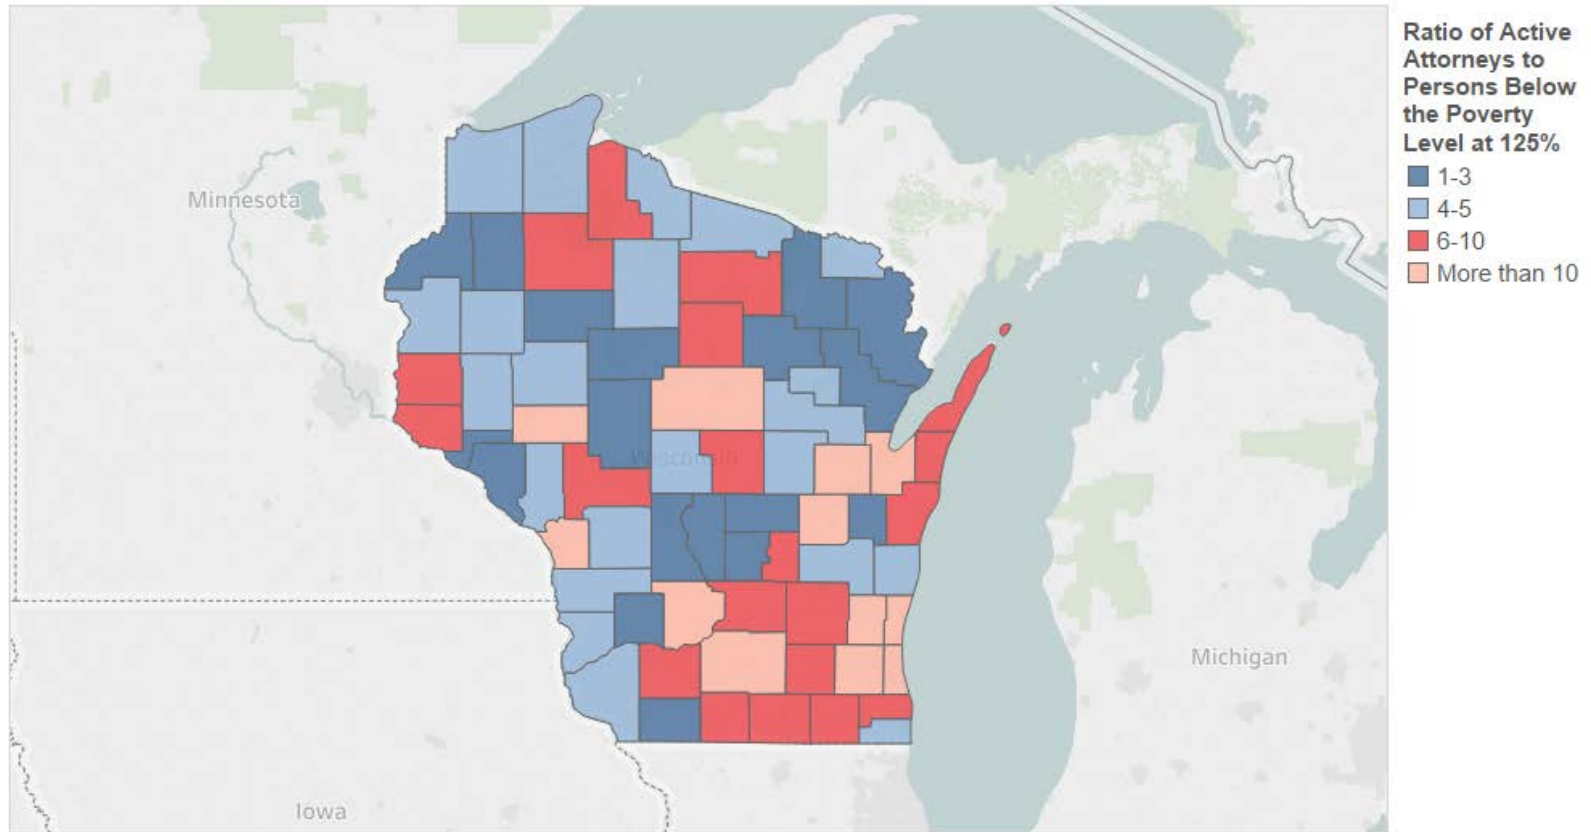 Ratio of Active
Attorneys to
Persons Below
the Poverty
Level at 125%
1-3
4-5
6-10
More than 10
Minnesota
Wisconsin
Michigan
Iowa